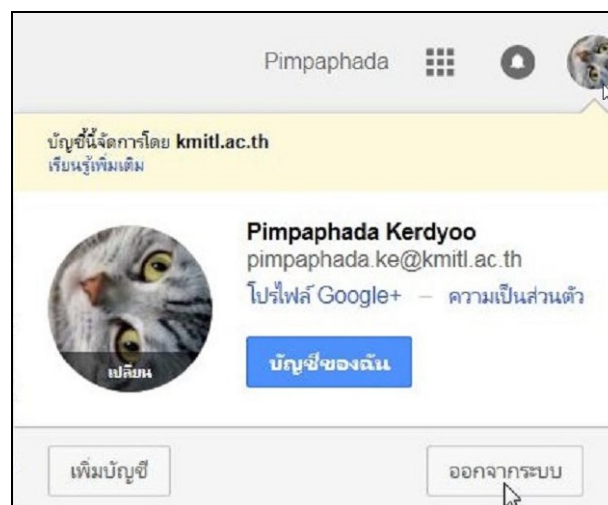 Pimpaphada
บัญชีนี้จัดการโดย kmitl.ac.th
เรียนรู้เพิ่มเติม
Pimpaphada Kerdyoo
pimpaphada.ke@kmitl.ac.th
โปรไฟล์ Google+ – ความเป็นส่วนตัว
เปลี่ยน
บัญชีของฉัน
เพิ่มบัญชี
ออกจากระบบ